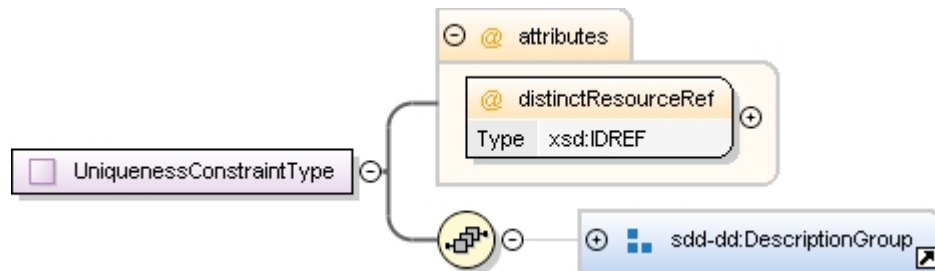 @ attributes
@ distinctResourceRef
Type xsd:IDREF
UniquenessConstraintType
sdd-dd:DescriptionGroup